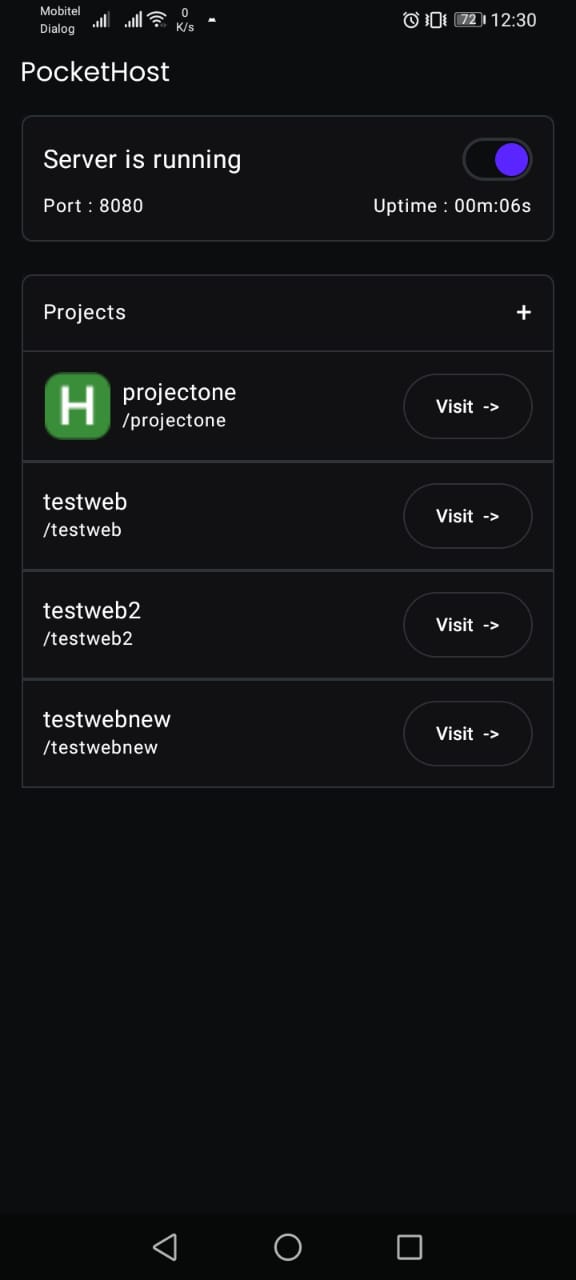 Mobitel
Dialog
0
K/s
72
12:30
PocketHost
Server is running
Port : 8080
Uptime : 00m:06s
Projects
+
H
projectone
/projectone
Visit ->
testweb
/testweb
Visit ->
testweb2
/testweb2
Visit ->
testwebnew
/testwebnew
Visit ->